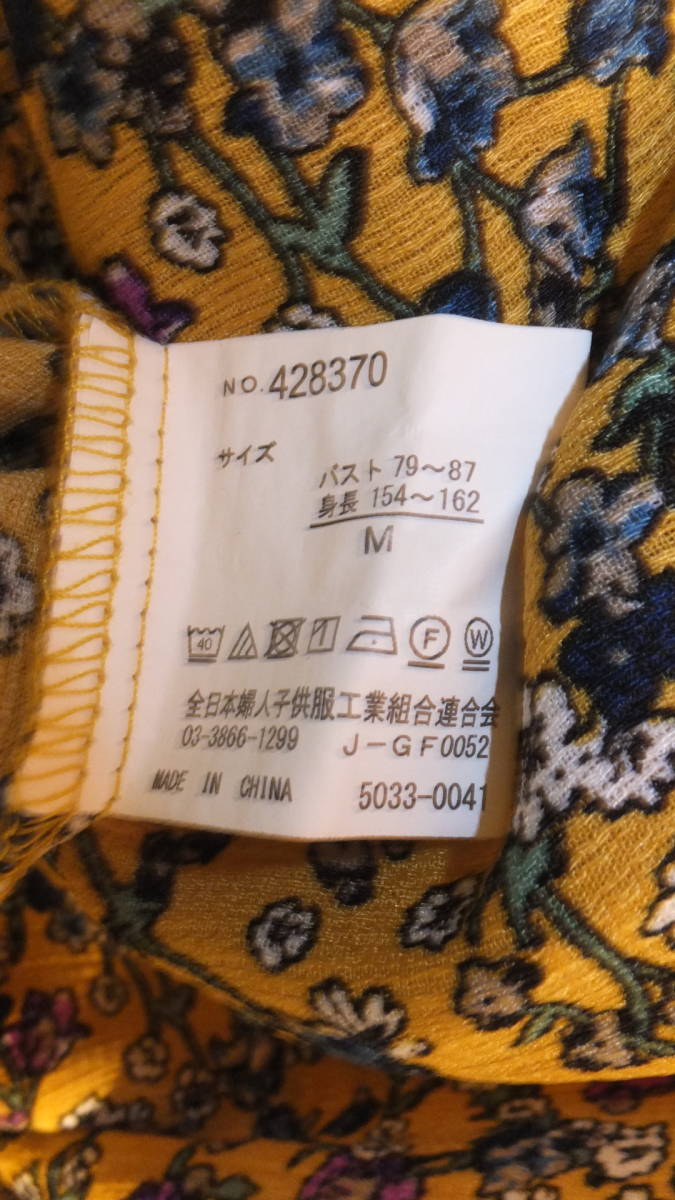 NO.428370
サイズ
バスト 79～87
身長 154～162
M
40 1 F W
全日本婦人子供服工業組合連合会
03-3866-1299 J-GF0052
MADE IN CHINA 5033-0041